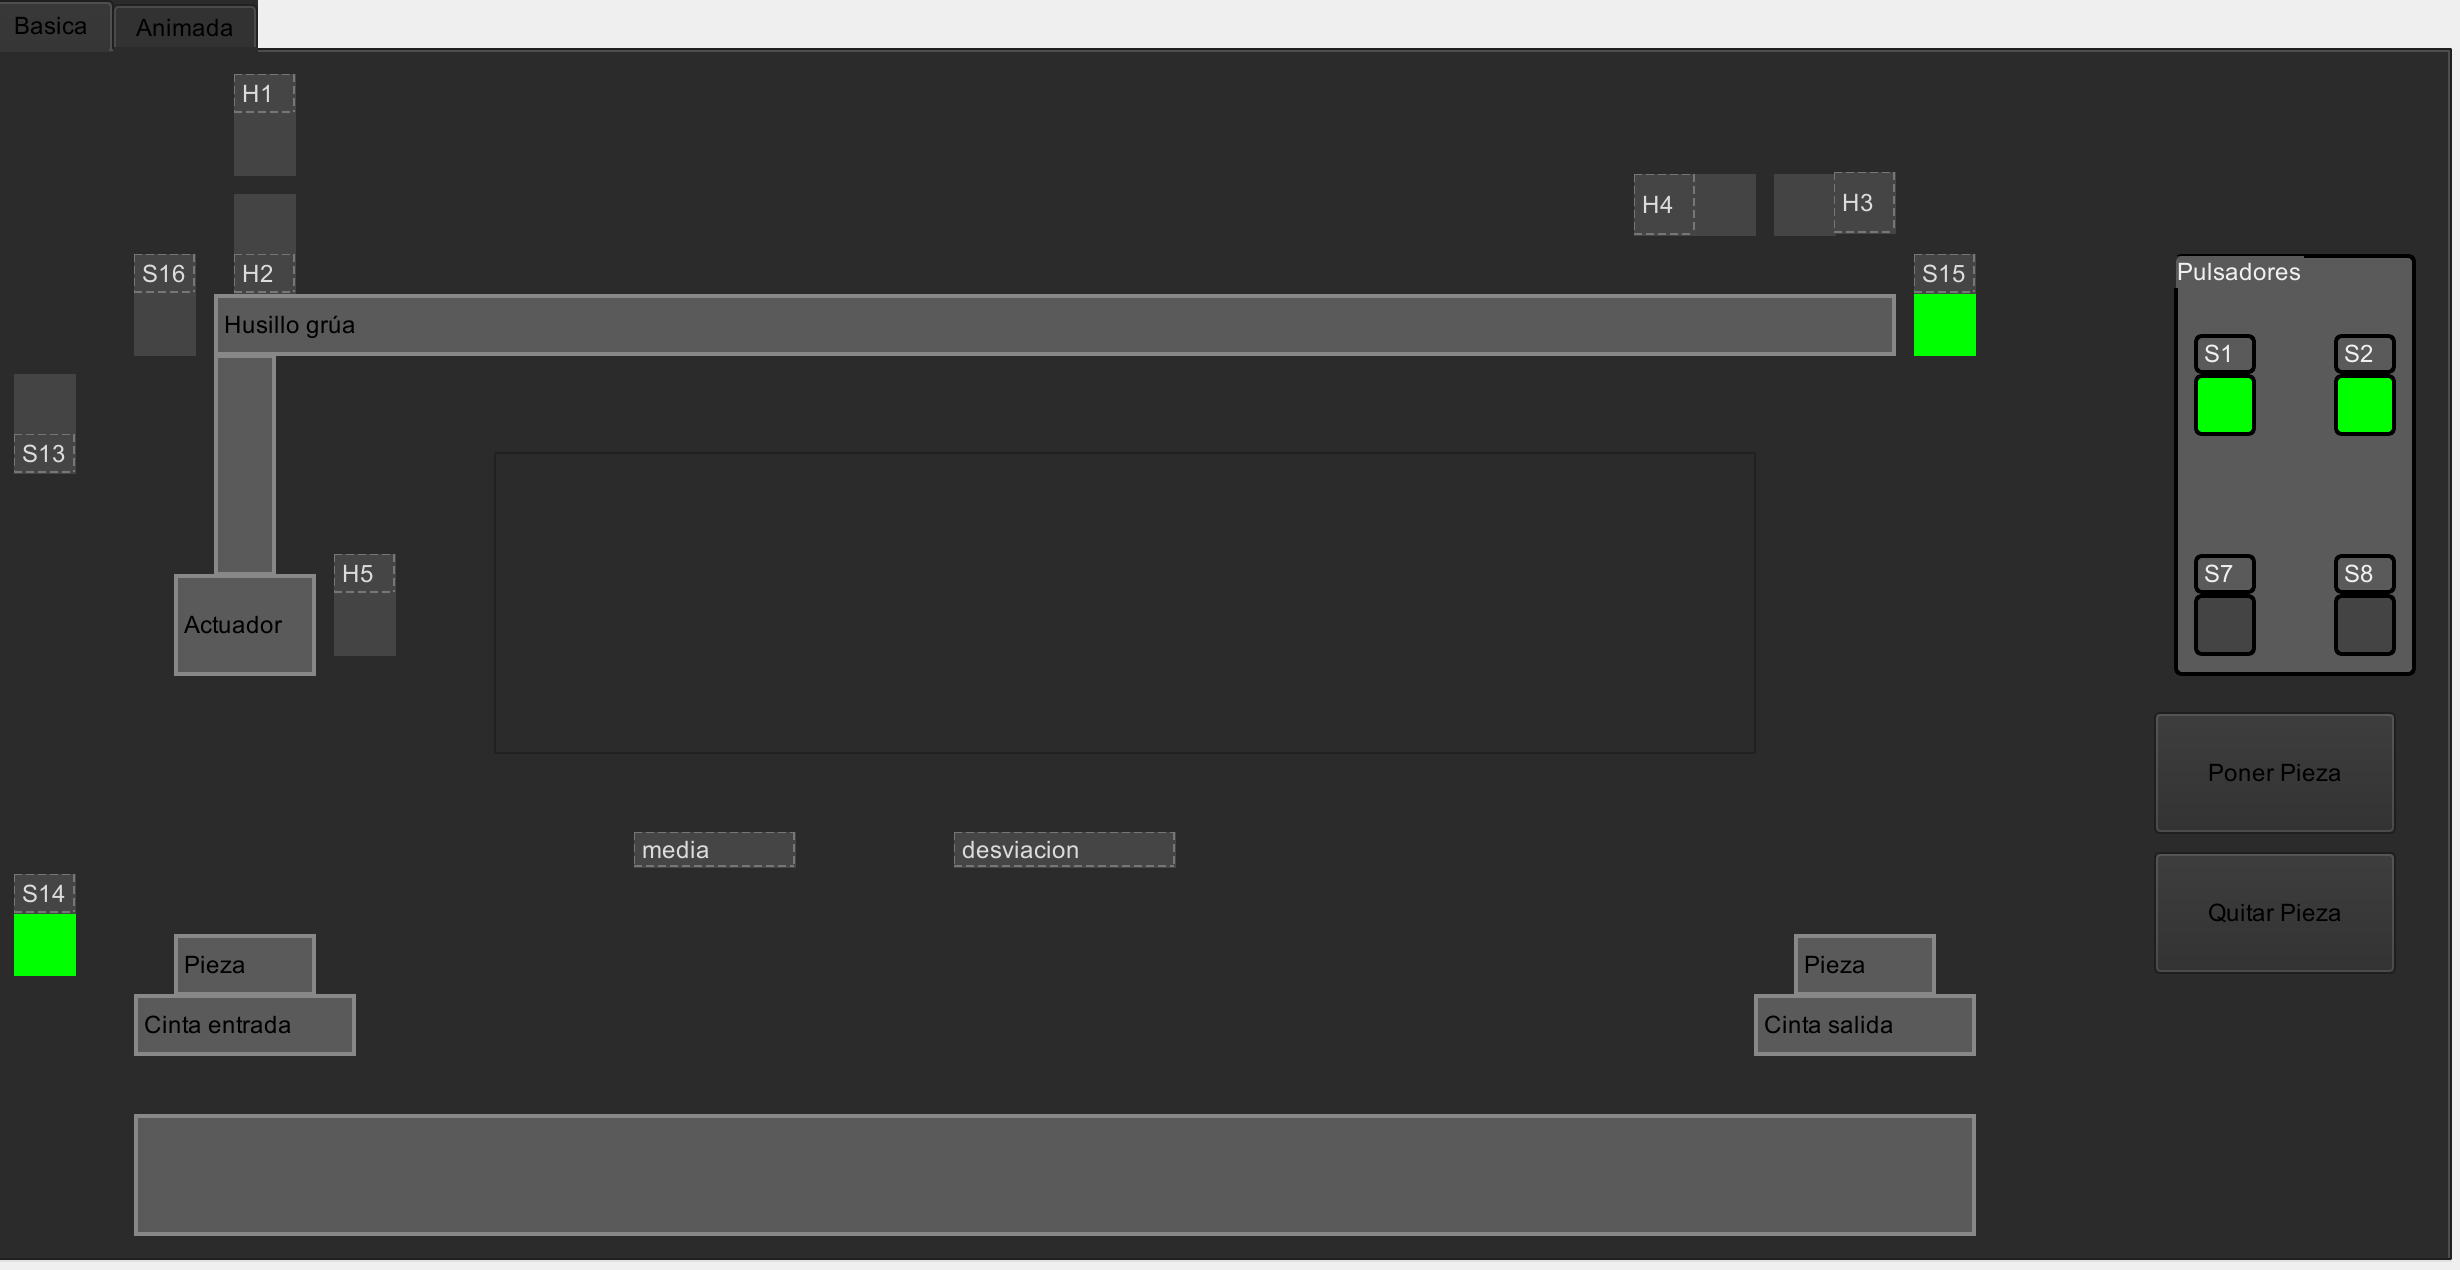 Basica
Animada
H1
H4
H3
S16
H2
S15
Pulsadores
Husillo grúa
S1
S2
S13
H5
S7
S8
Actuador
Poner Pieza
media
desviacion
S14
Quitar Pieza
Pieza
Pieza
Cinta entrada
Cinta salida